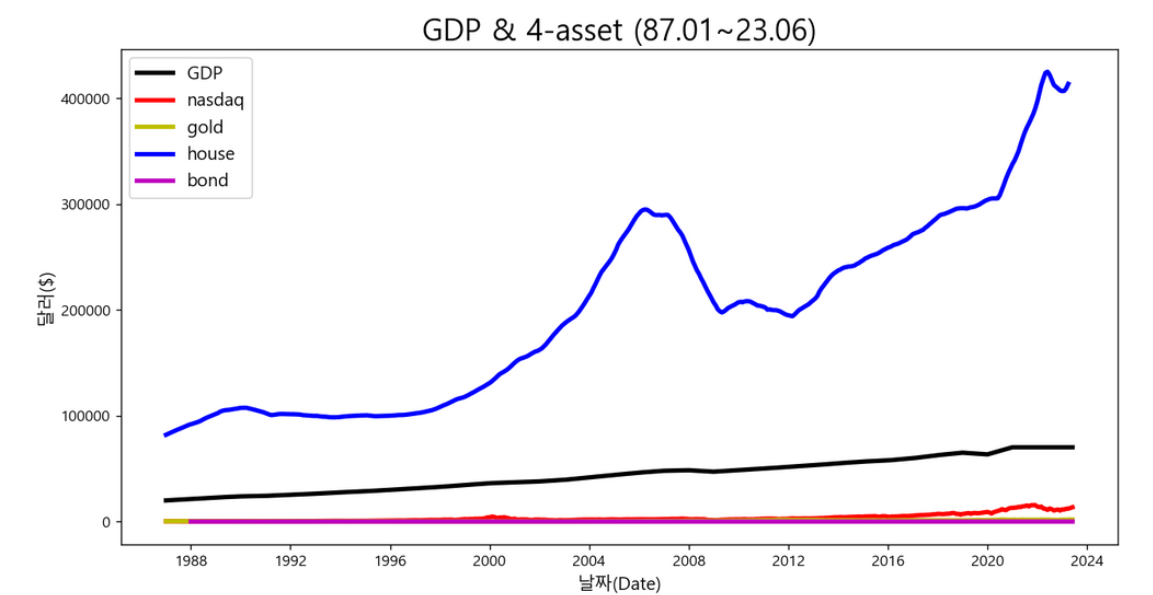 GDP & 4-asset (87.01~23.06)
GDP
nasdaq
gold
house
bond
400000
300000
200000
100000
0
달러($)
1988 1992 1996 2000 2004 2008 2012 2016 2020 2024
날짜(Date)